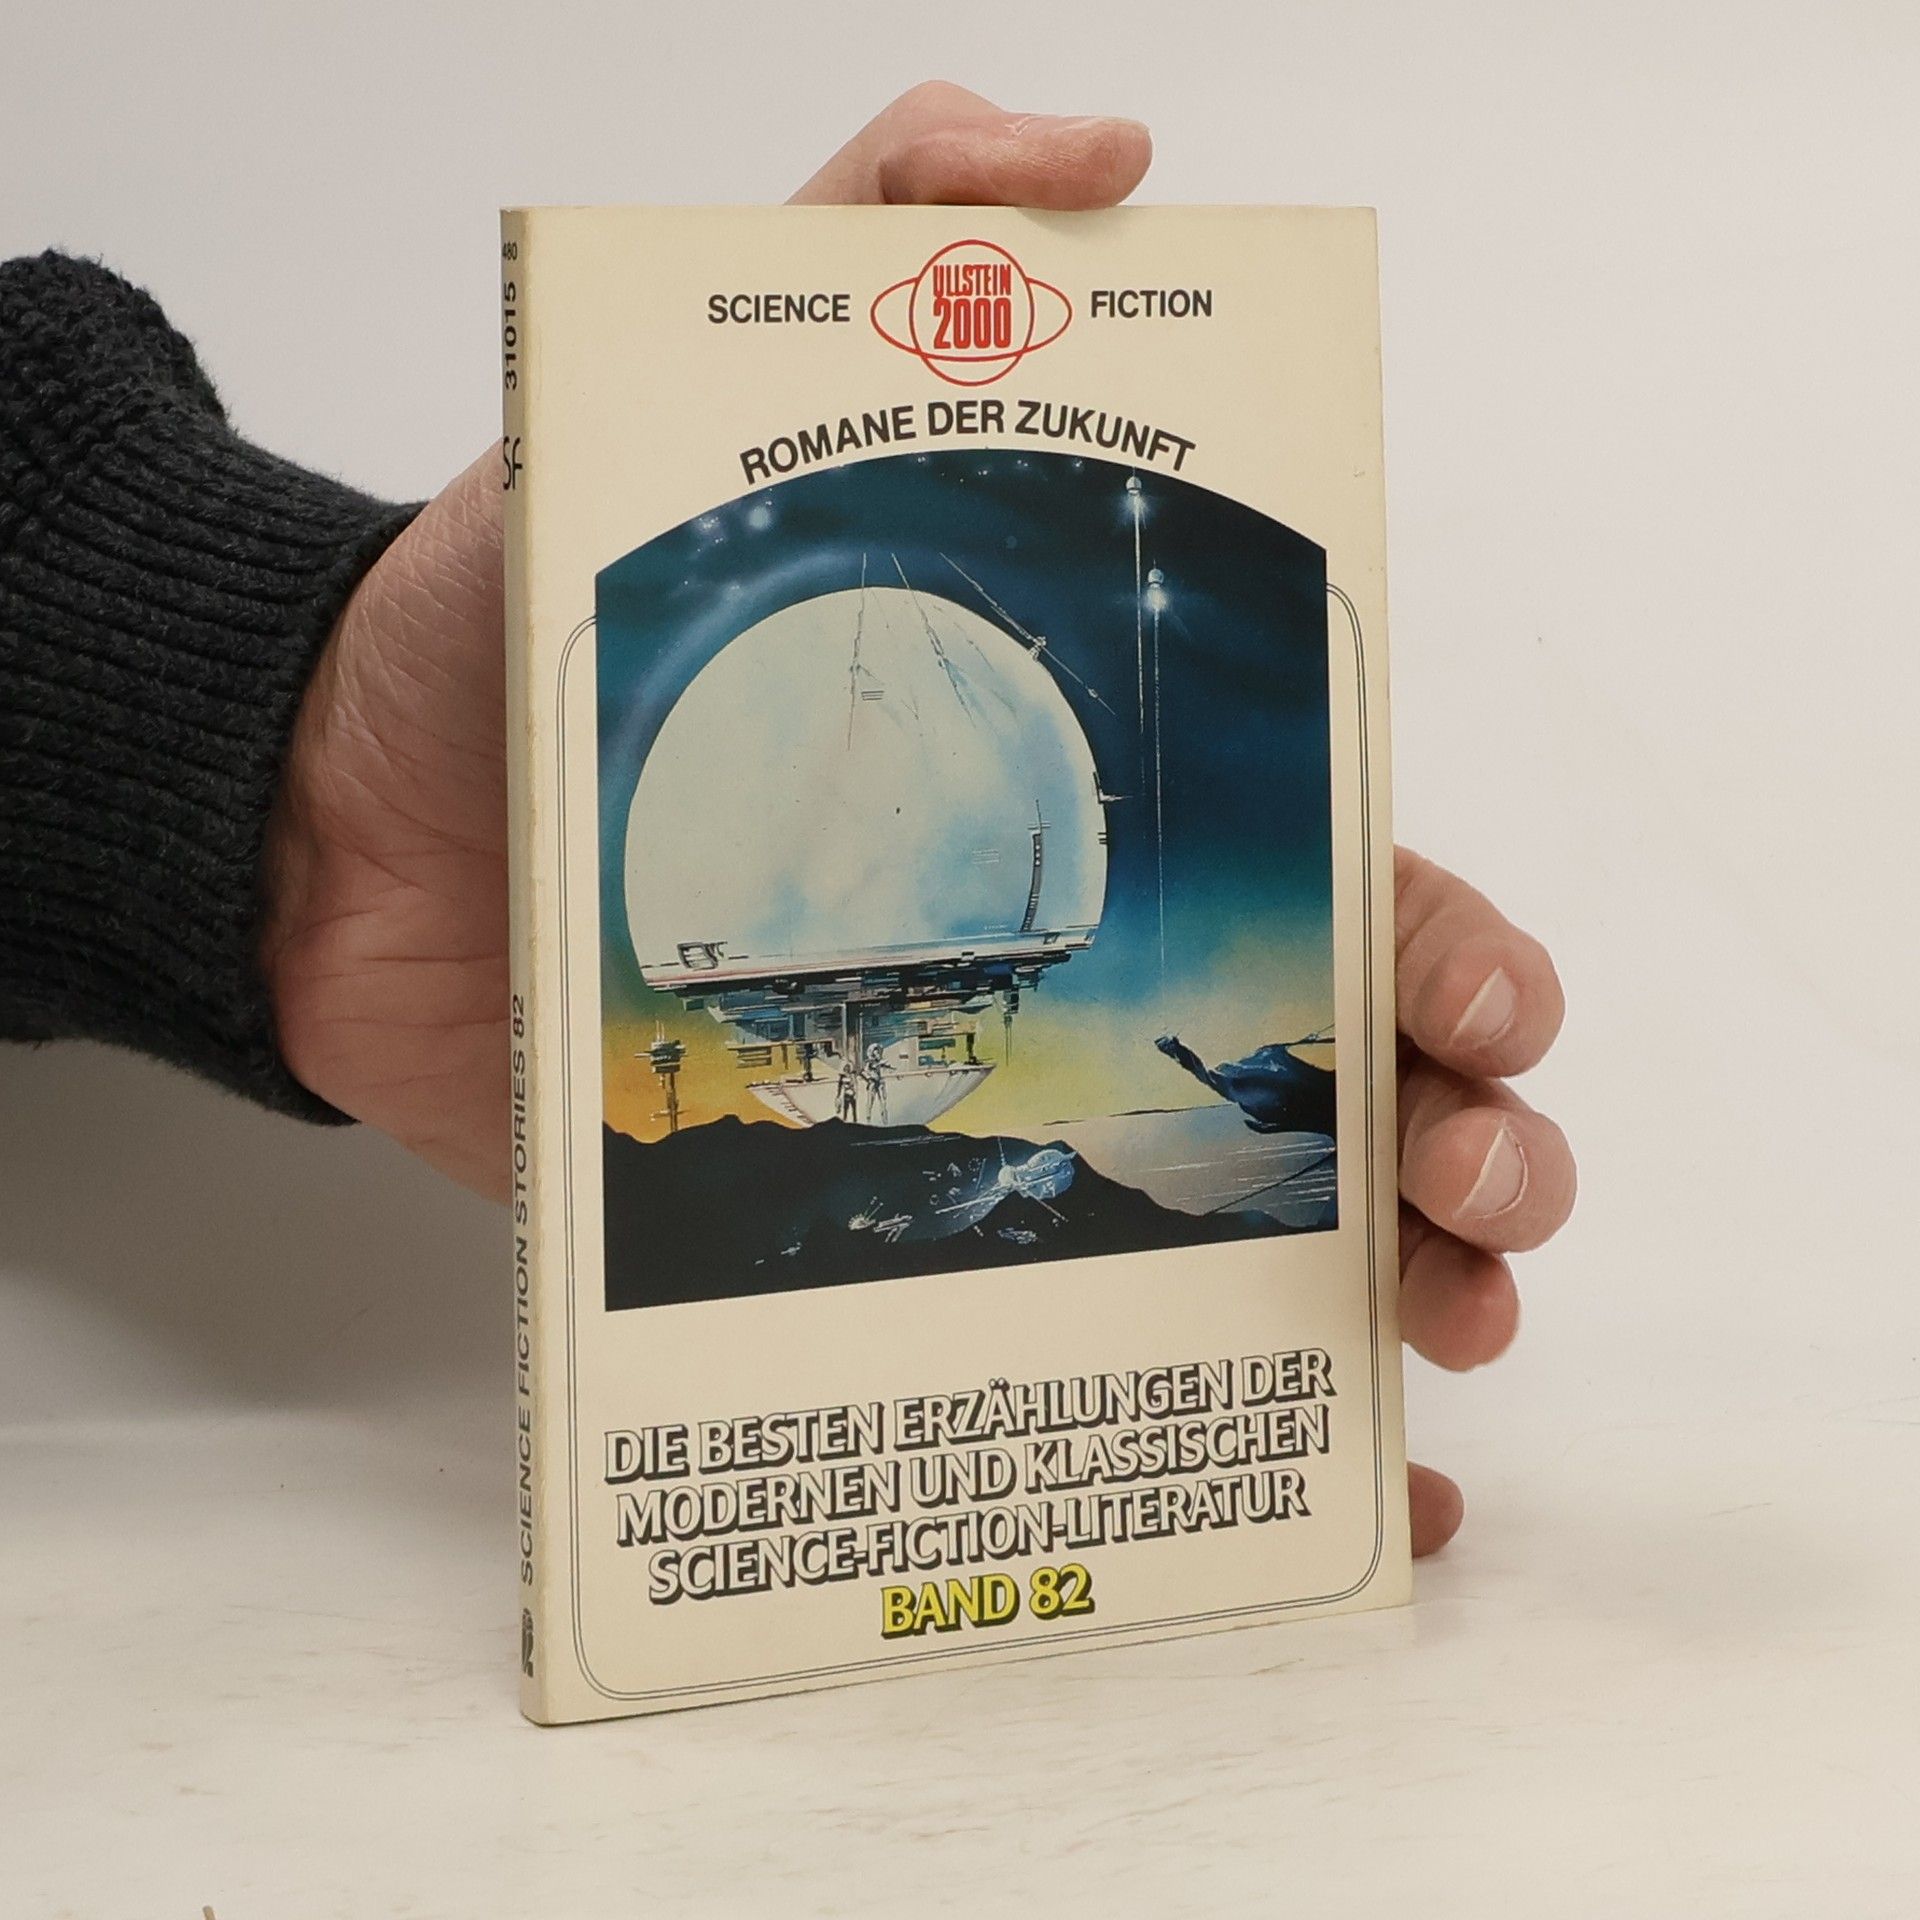 SCIENCE ULLSTEIN 2000 FICTION
ROMANE DER ZUKUNFT
DIE BESTEN ERZÄHLUNGEN DER
MODERNEN UND KLASSISCHEN
SCIENCE-FICTION-LITERATUR
BAND 82
480
31015
SF
SCIENCE FICTION STORIES 82